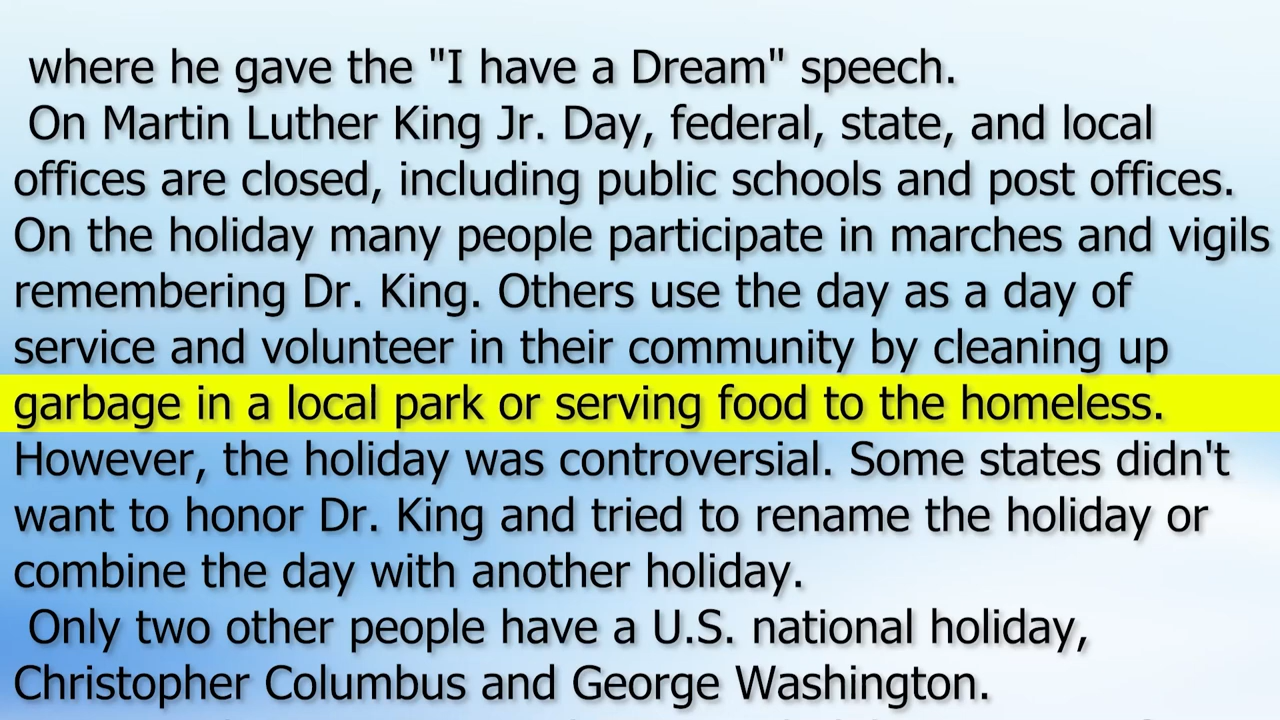 where he gave the "I have a Dream" speech.
On Martin Luther King Jr. Day, federal, state, and local
offices are closed, including public schools and post offices.
On the holiday many people participate in marches and vigils
remembering Dr. King. Others use the day as a day of
service and volunteer in their community by cleaning up
garbage in a local park or serving food to the homeless.
However, the holiday was controversial. Some states didn't
want to honor Dr. King and tried to rename the holiday or
combine the day with another holiday.
Only two other people have a U.S. national holiday,
Christopher Columbus and George Washington.